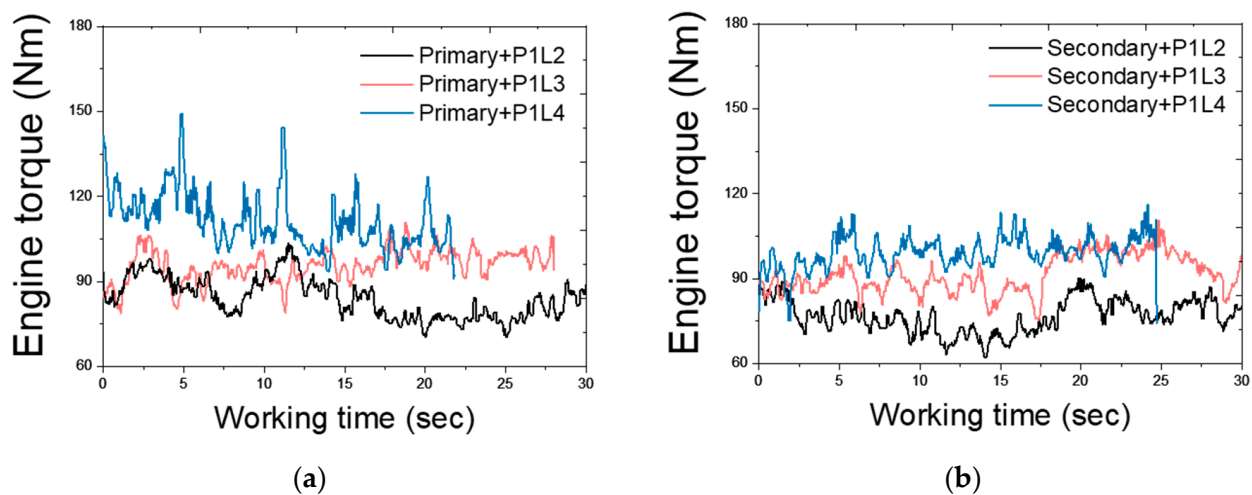 180
150
120
90
60
Engine torque (Nm)
Primary+P1L2
Primary+P1L3
Primary+P1L4
0 5 10 15 20 25 30
Working time (sec)
(a)
180
150
120
90
60
Engine torque (Nm)
Secondary+P1L2
Secondary+P1L3
Secondary+P1L4
0 5 10 15 20 25 30
Working time (sec)
(b)